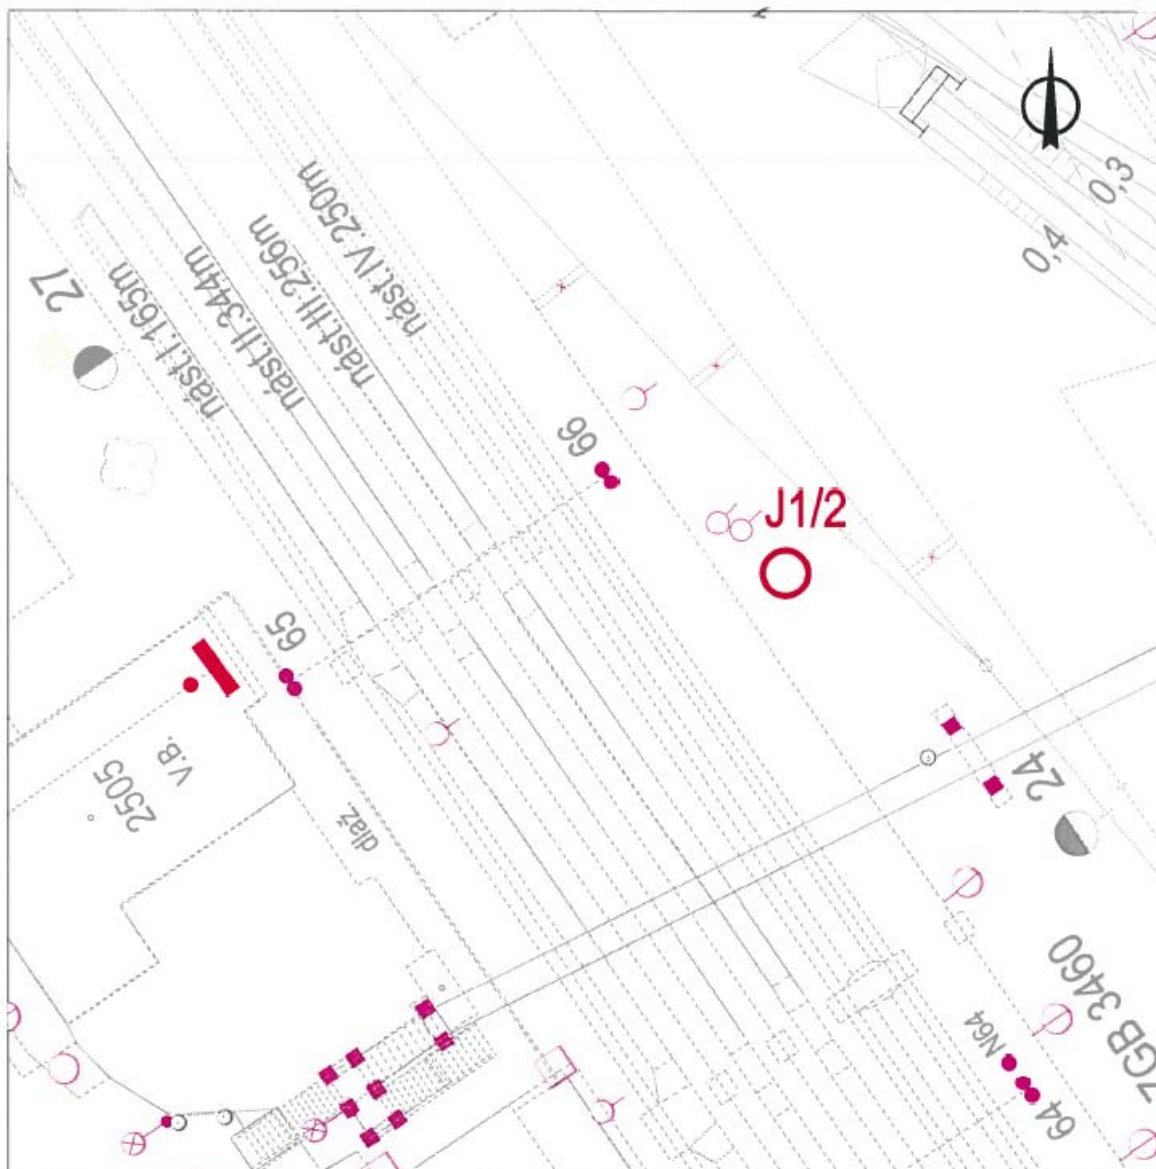 0,3
0,4
nást.IV.250m
nást.III.256m
nást.II.344m
nást.I.165m
27
66
J1/2
65
V.B.
2505
dlaž
24
7GB 3460
N64
64